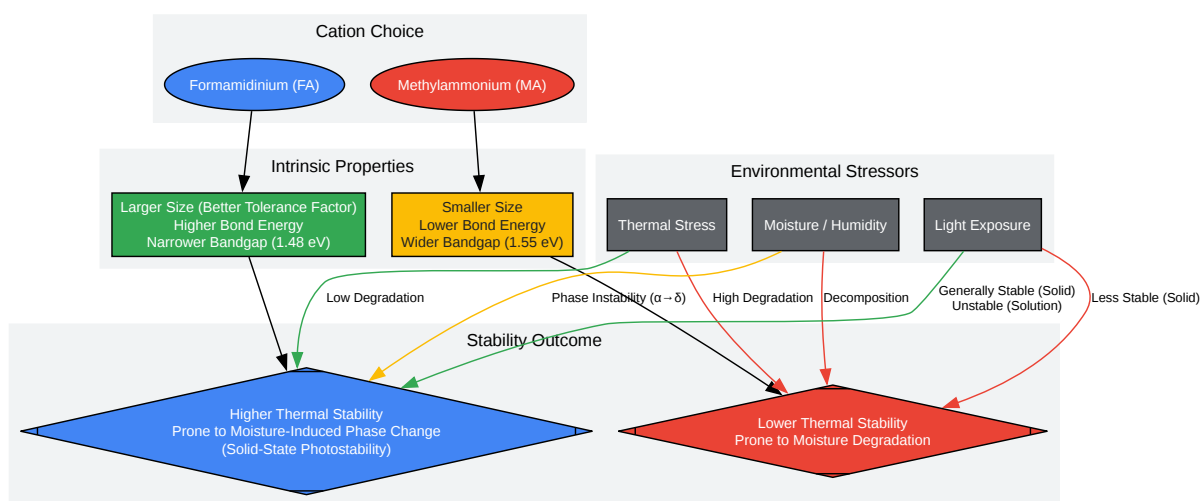 Cation Choice
Formamidinium (FA)
Methylammonium (MA)
Intrinsic Properties
Environmental Stressors
Larger Size (Better Tolerance Factor)
Higher Bond Energy
Narrower Bandgap (1.48 eV)
Smaller Size
Lower Bond Energy
Wider Bandgap (1.55 eV)
Thermal Stress
Moisture / Humidity
Light Exposure
Low Degradation
Phase Instability (α→δ)
High Degradation
Decomposition
Generally Stable (Solid)
Unstable (Solution)
Less Stable (Solid)
Stability Outcome
Higher Thermal Stability
Prone to Moisture-Induced Phase Change
(Solid-State Photostability)
Lower Thermal Stability
Prone to Moisture Degradation